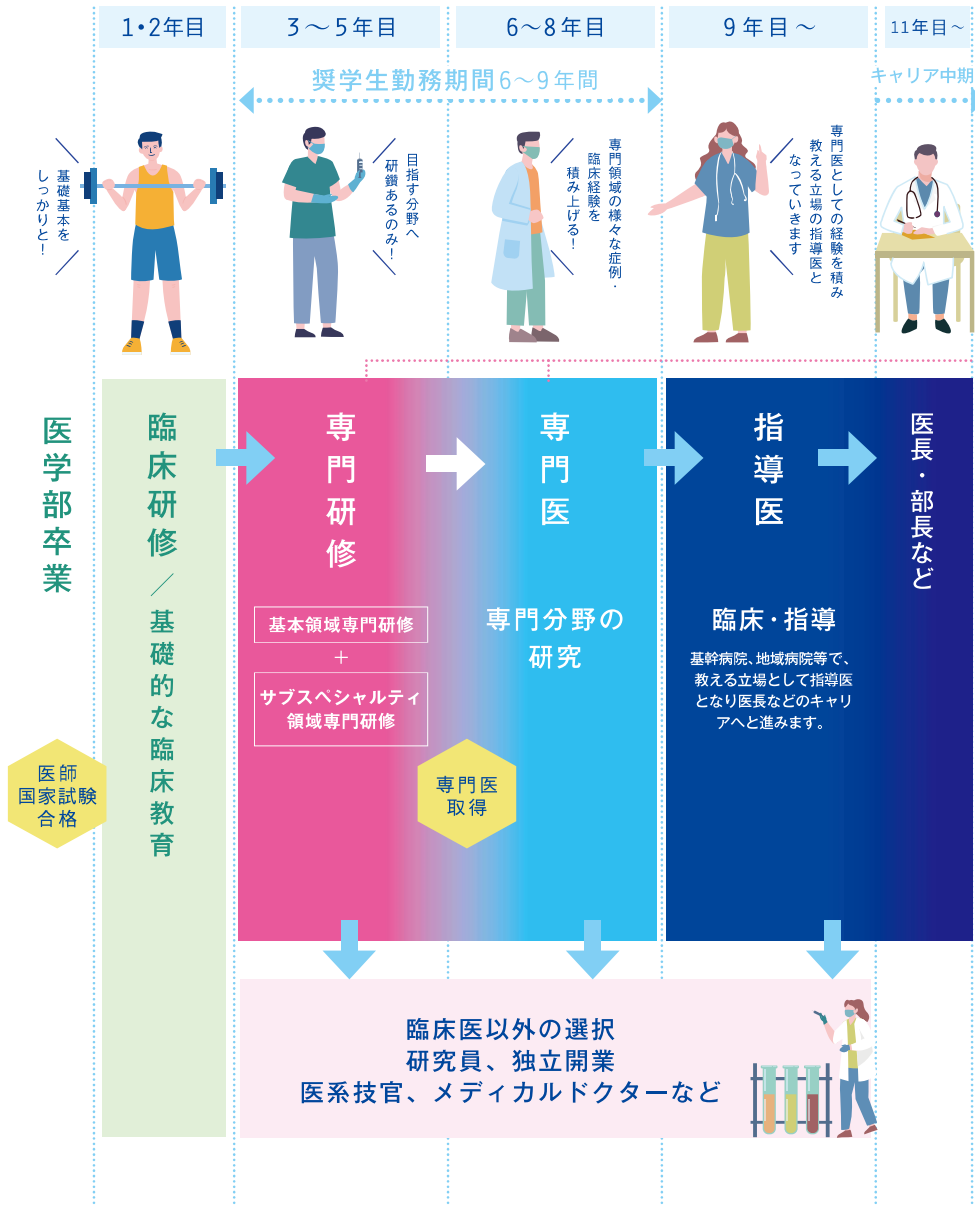 1・2年目
3～5年目
6～8年目
9年目～
11年目～
奨学生勤務期間6～9年間
キャリア中期
基礎基本を
しっかりと！
目指す分野へ
研鑽あるのみ！
専門領域の様々な症例・
臨床経験を
積み上げる！
専門医としての経験を積み
教える立場の指導医と
なっていきます
医学部卒業
医師
国家試験
合格
臨床研修／基礎的な臨床教育
専門研修
基本領域専門研修
＋
サブスペシャルティ
領域専門研修
専門医
取得
専門医
専門分野の
研究
指導医
臨床・指導
基幹病院、地域病院等で、
教える立場として指導医
となり医長などのキャリ
アへと進みます。
医長・部長など
臨床医以外の選択
研究員、独立開業
医系技官、メディカルドクターなど